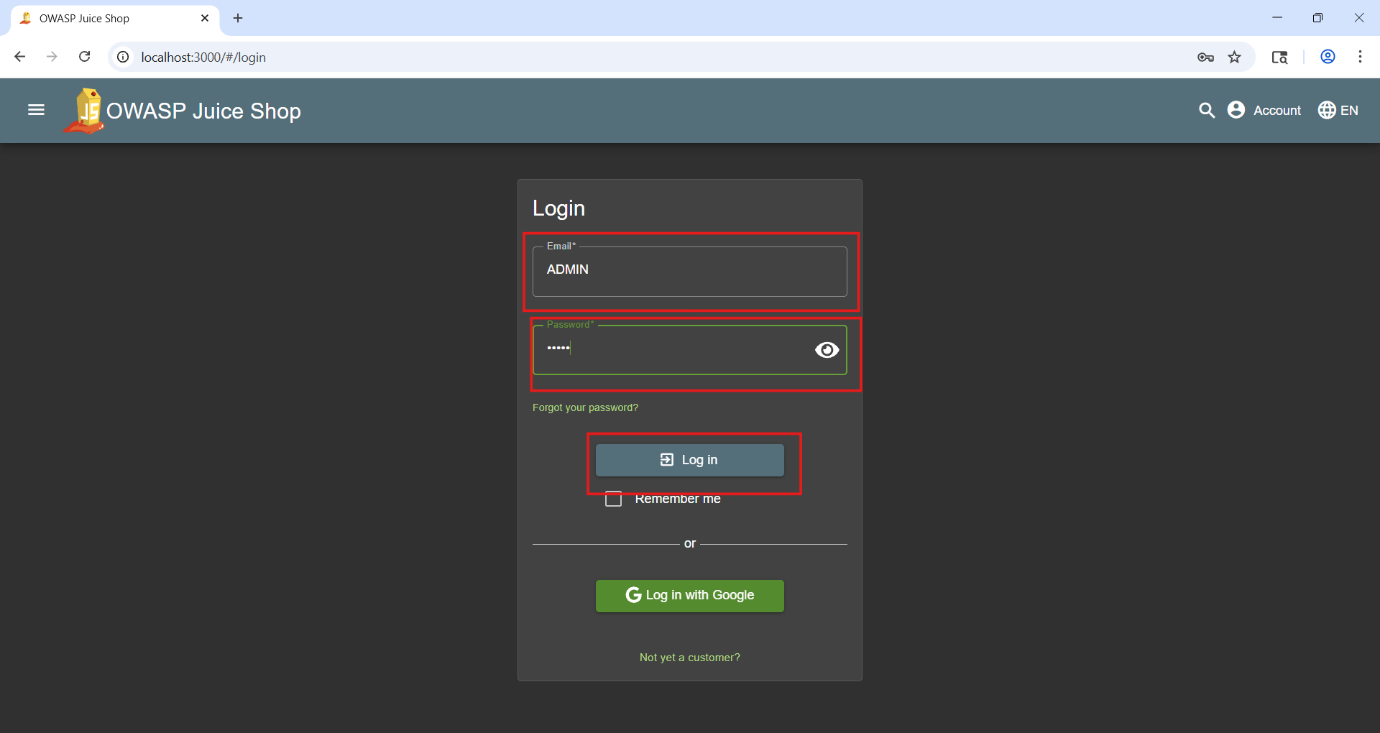 OWASP Juice Shop
localhost:3000/#/login
JS OWASP Juice Shop
Account EN
Login
Email*
ADMIN
Password*
•••••
Forgot your password?
Log in
Remember me
or
G Log in with Google
Not yet a customer?